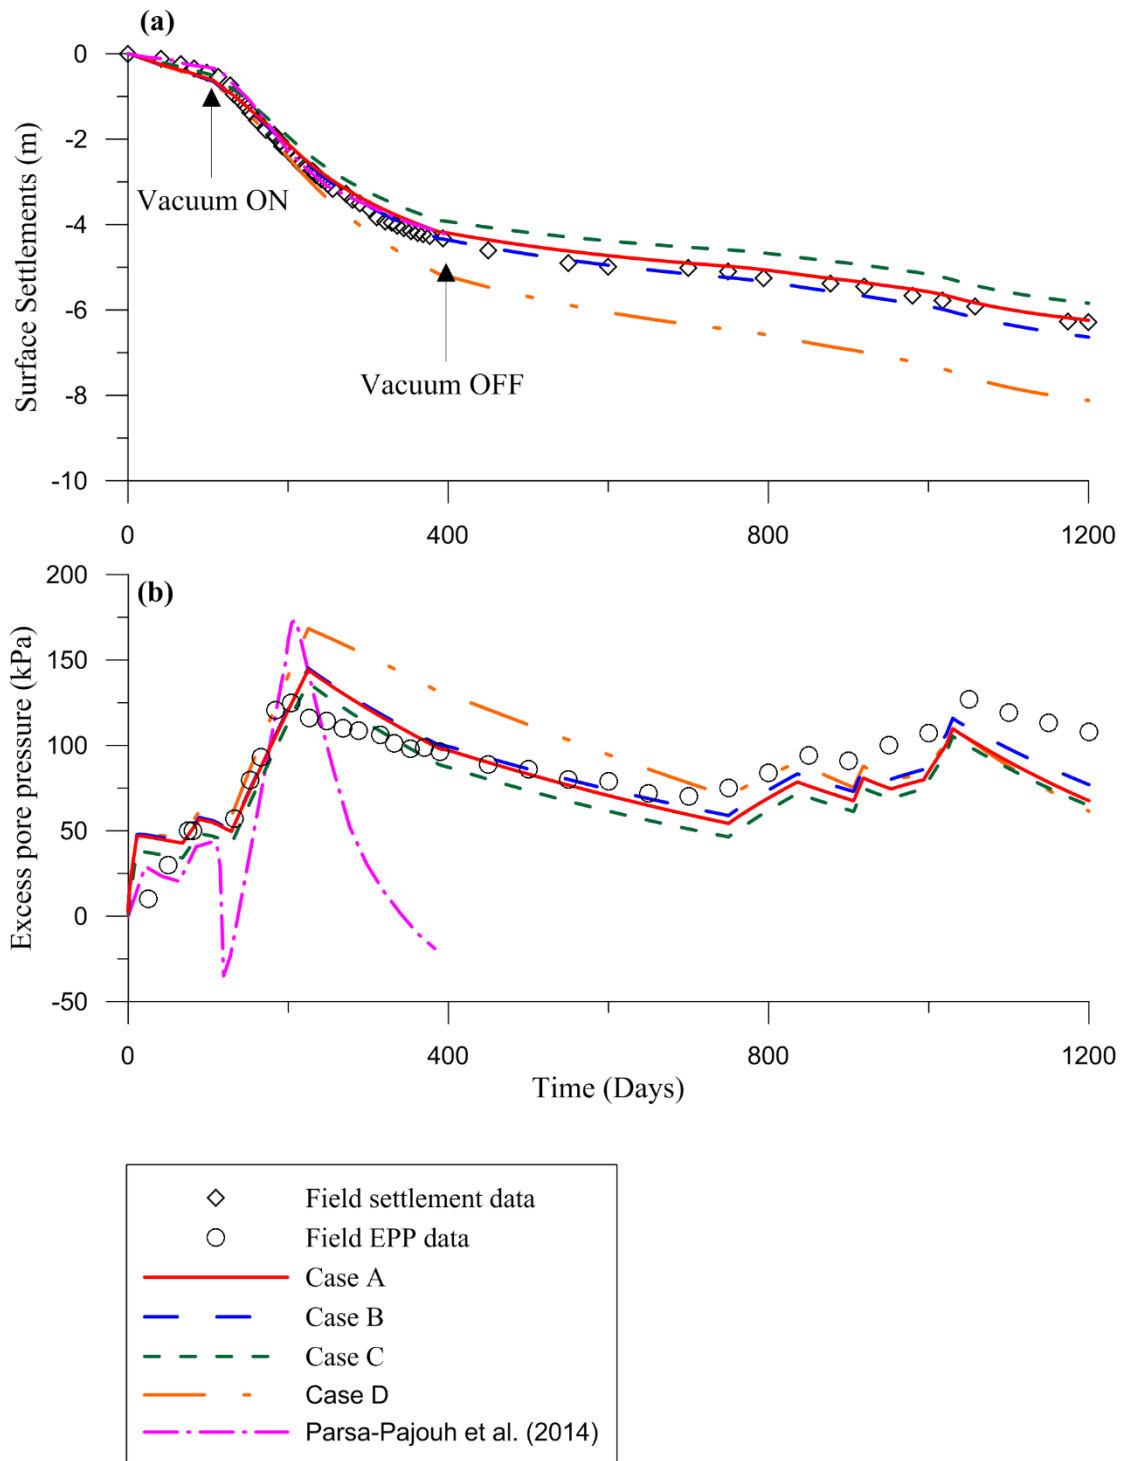 (a)
0
-2
-4
-6
-8
-10
Surface Settlements (m)
Vacuum ON
Vacuum OFF
0 400 800 1200
(b)
200
150
100
50
0
-50
Excess pore pressure (kPa)
0 400 800 1200
Time (Days)
Field settlement data
Field EPP data
Case A
Case B
Case C
Case D
Parsa-Pajouh et al. (2014)